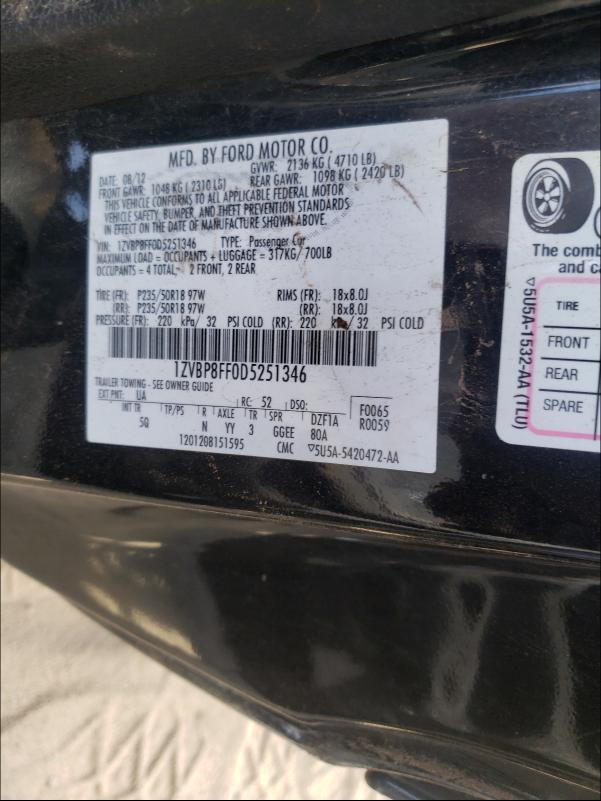 MFD. BY FORD MOTOR CO.
DATE: 08/12 GVWR: 2136 KG ( 4710 LB)
FRONT GAWR: 1048 KG ( 2310 LB) REAR GAWR: 1098 KG ( 2420 LB)
THIS VEHICLE CONFORMS TO ALL APPLICABLE FEDERAL MOTOR
VEHICLE SAFETY, BUMPER, AND THEFT PREVENTION STANDARDS
IN EFFECT ON THE DATE OF MANUFACTURE SHOWN ABOVE.
VIN: 1ZVBP8FF0D5251346 TYPE: Passenger Car
MAXIMUM LOAD = OCCUPANTS + LUGGAGE = 317KG/700LB
OCCUPANTS = 4 TOTAL, 2 FRONT, 2 REAR
TIRE (FR): P235/50R18 97W RIMS (FR): 18x8.0J
(RR): P235/50R18 97W (RR): 18x8.0J
PRESSURE (FR): 220 kPa/ 32 PSI COLD (RR): 220 kPa/ 32 PSI COLD
1ZVBP8FF0D5251346
TRAILER TOWING - SEE OWNER GUIDE
EXT PNT: UA RC: 52 DSO:
INT TR TP/PS R AXLE TR SPR DZF1A F0065
5Q N YY 3 GGEE 80A R0059
1201208151595 CMC ▽5U5A-5420472-AA
The comb
and ca
TIRE
FRONT
REAR
SPARE
▽5U5A-1532-AA (TL0)